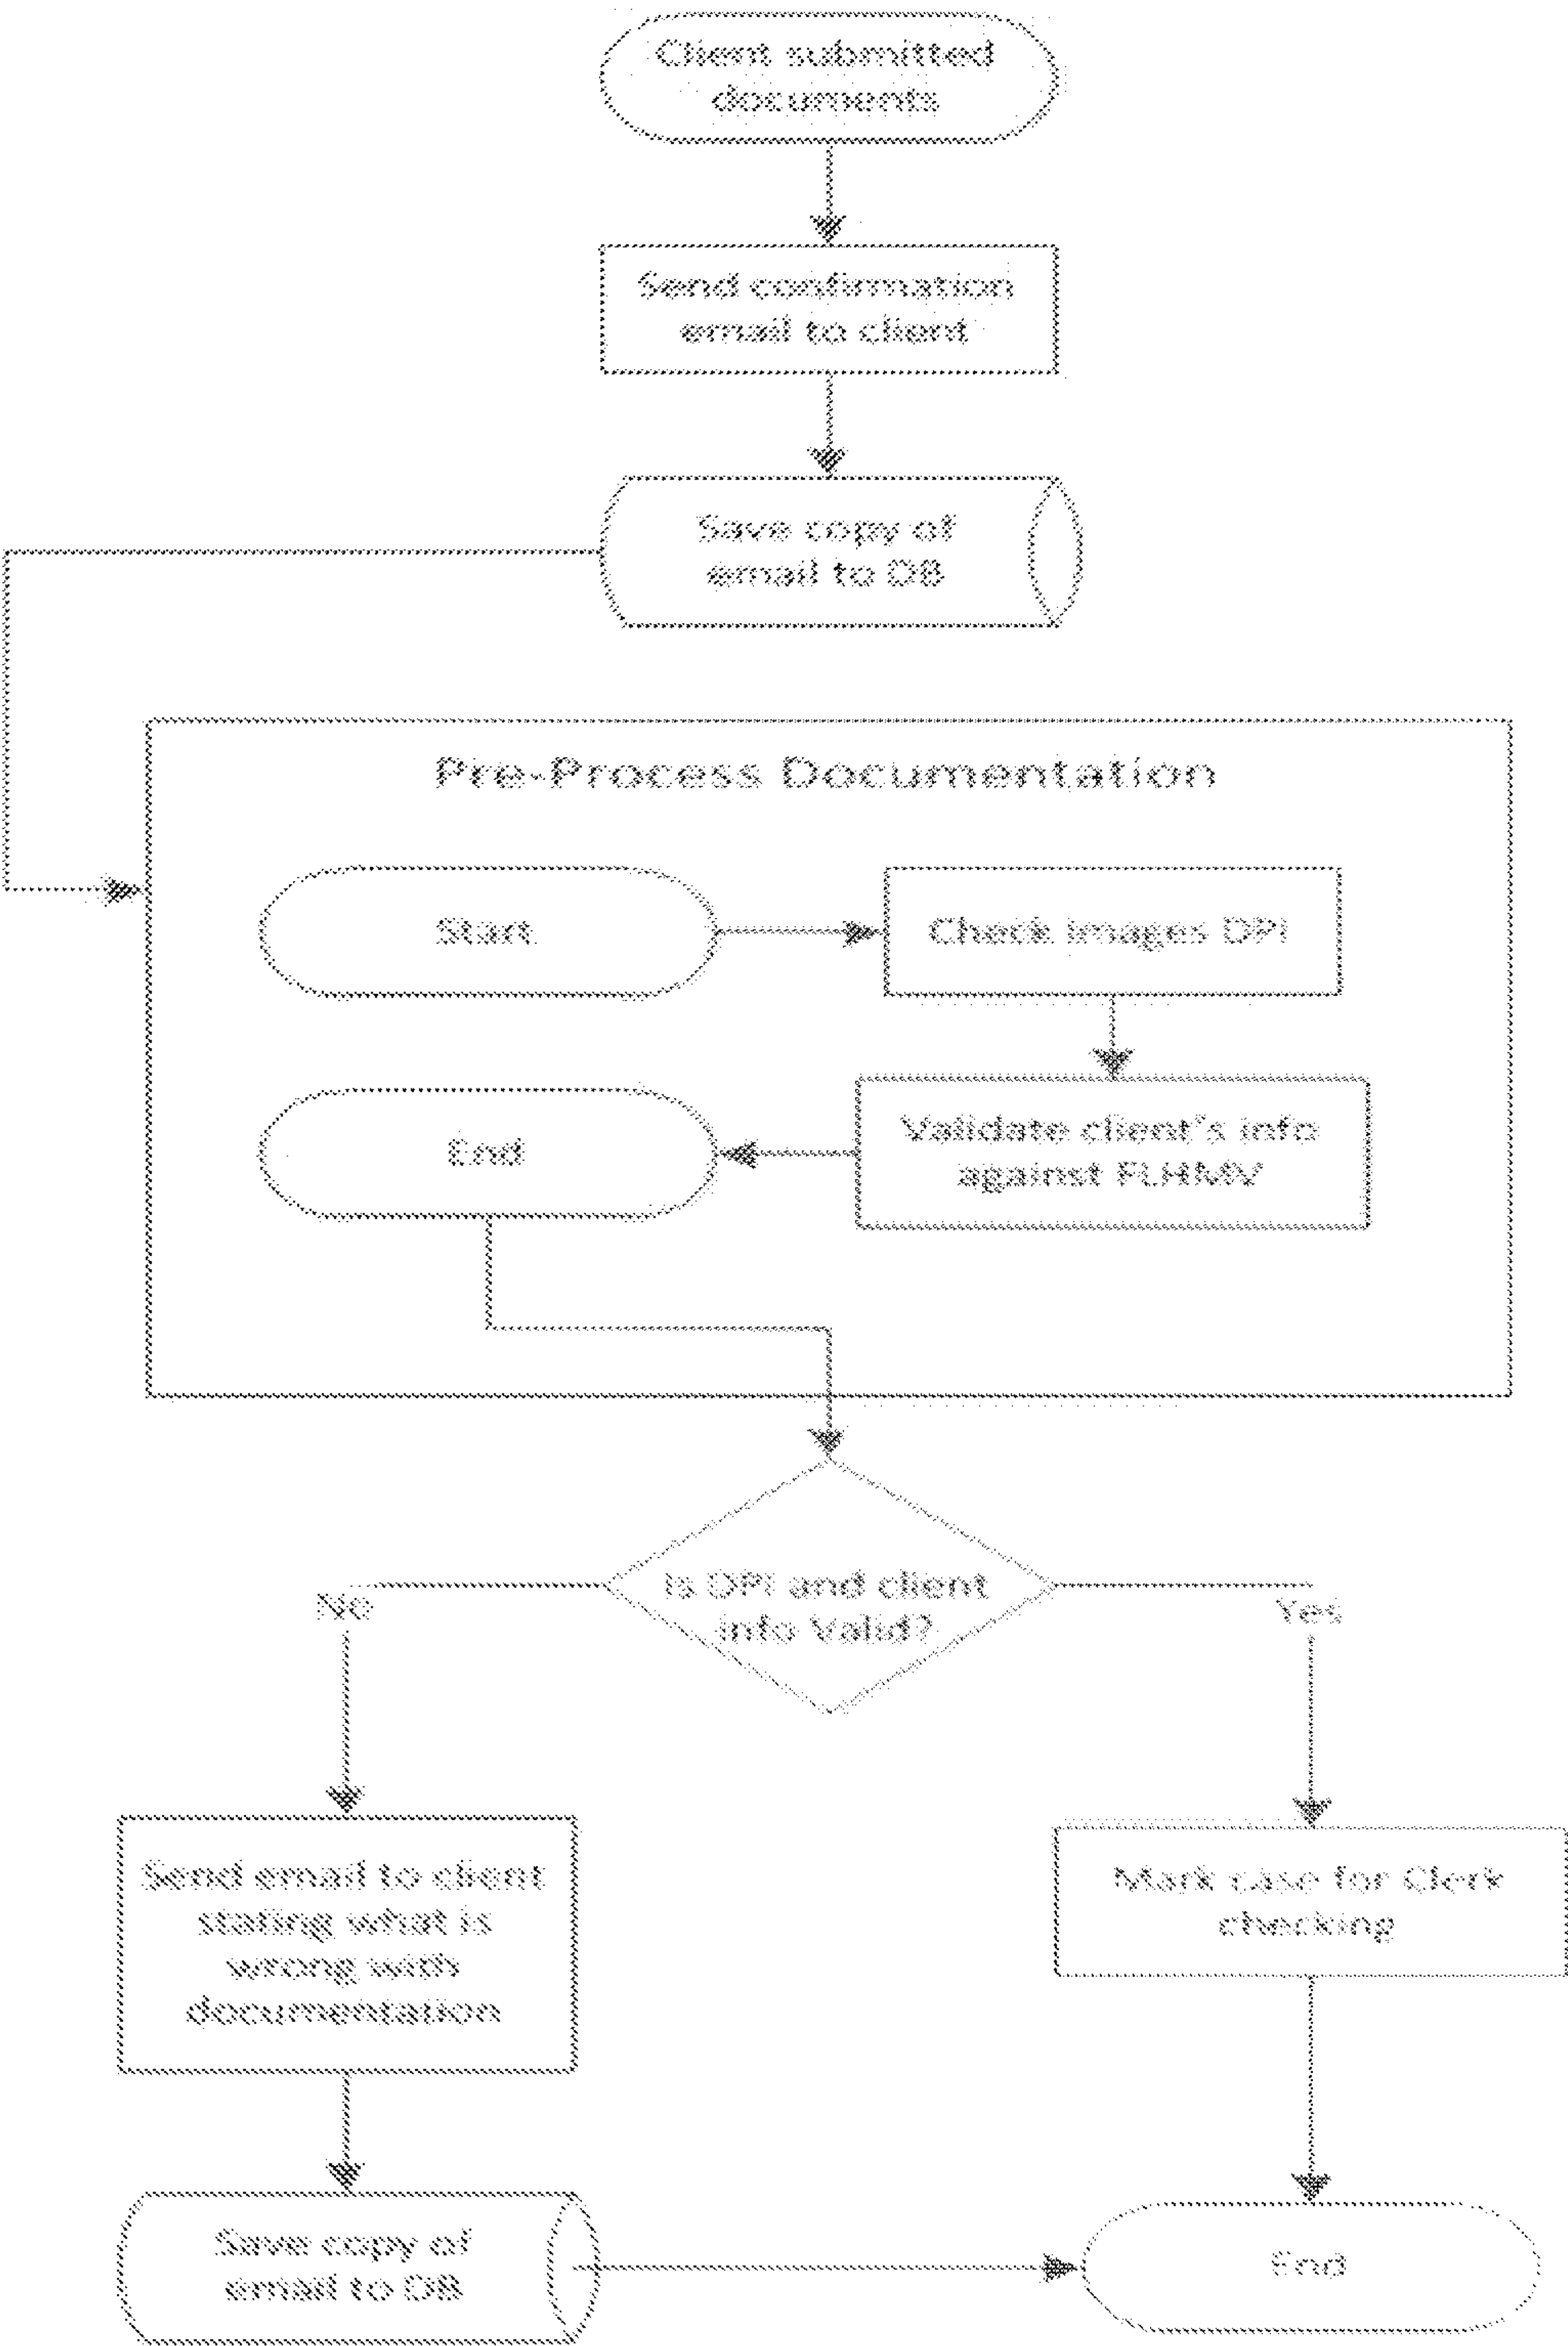 Client submitted
documents
Send confirmation
email to client
Save copy of
email to DB
Pre-Process Documentation
Start
Check images DPI
End
Validate client's info
against FLHMV
Is DPI and client
info Valid?
No
Yes
Send email to client
stating what is
wrong with
documentation
Mark case for Clerk
checking
Save copy of
email to DB
End